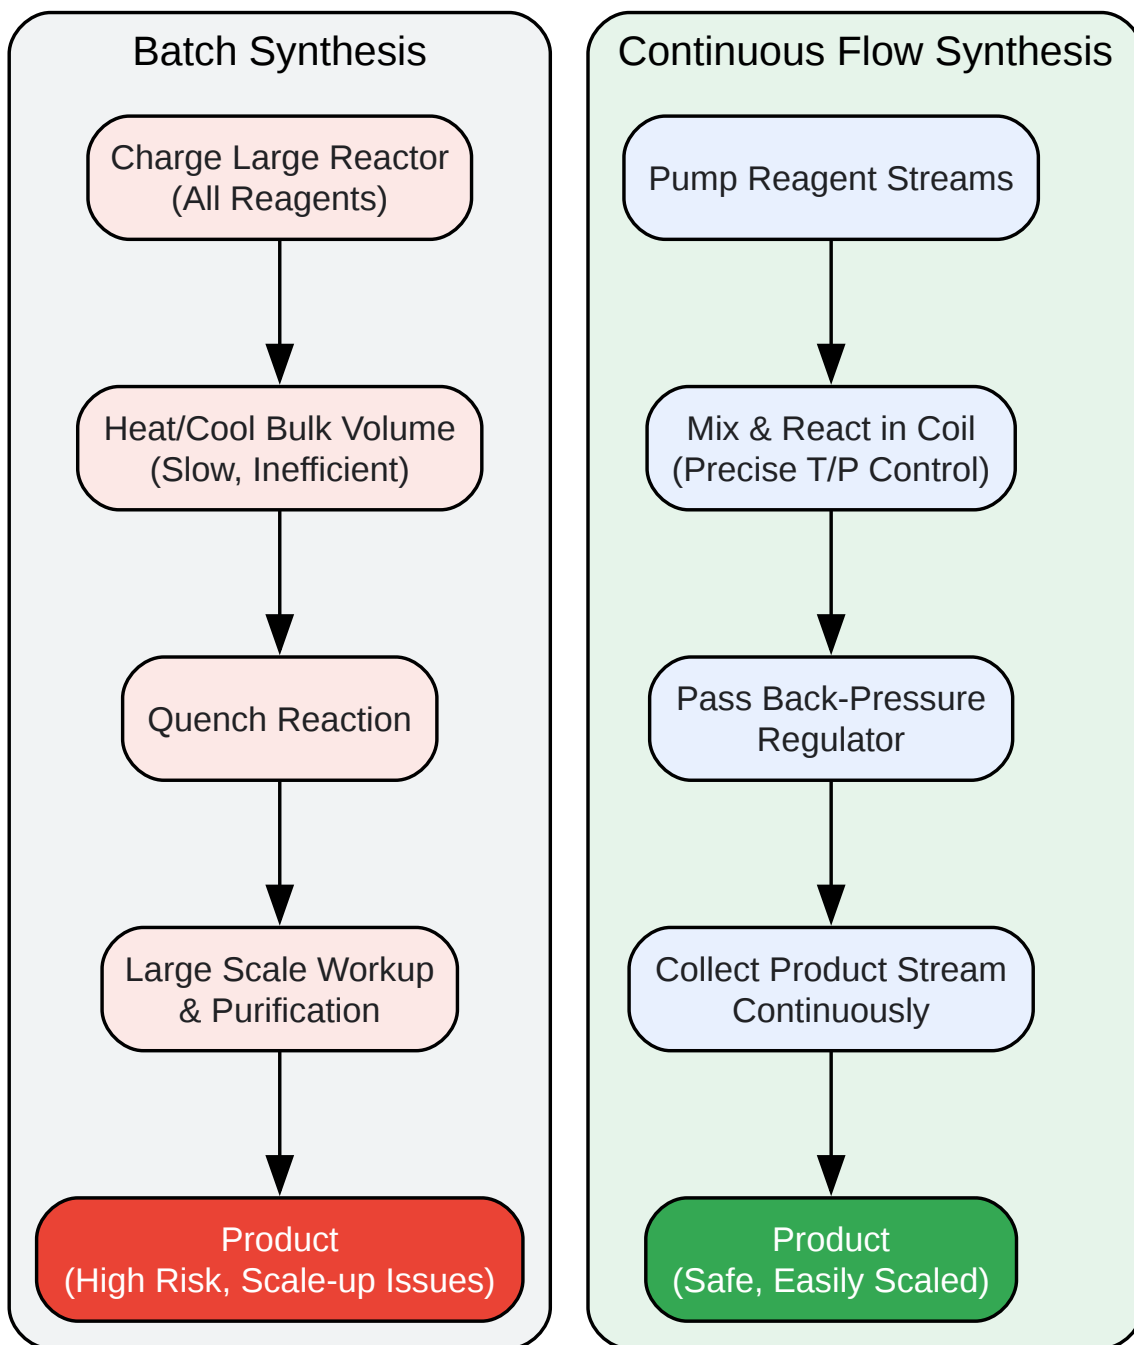 Batch Synthesis
Charge Large Reactor
(All Reagents)
Heat/Cool Bulk Volume
(Slow, Inefficient)
Quench Reaction
Large Scale Workup
& Purification
Product
(High Risk, Scale-up Issues)
Continuous Flow Synthesis
Pump Reagent Streams
Mix & React in Coil
(Precise T/P Control)
Pass Back-Pressure
Regulator
Collect Product Stream
Continuously
Product
(Safe, Easily Scaled)